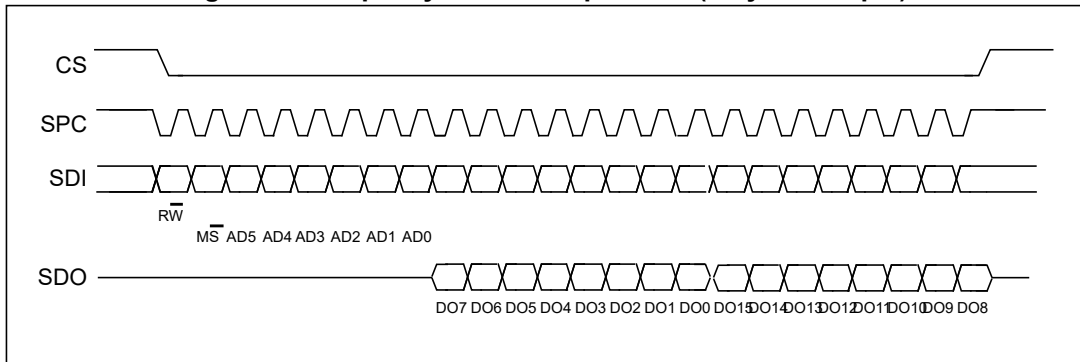 CS
SPC
SDI
RW
MS AD5 AD4 AD3 AD2 AD1 AD0
SDO
DO7 DO6 DO5 DO4 DO3 DO2 DO1 DO0 DO15 DO14 DO13 DO12 DO11 DO10 DO9 DO8